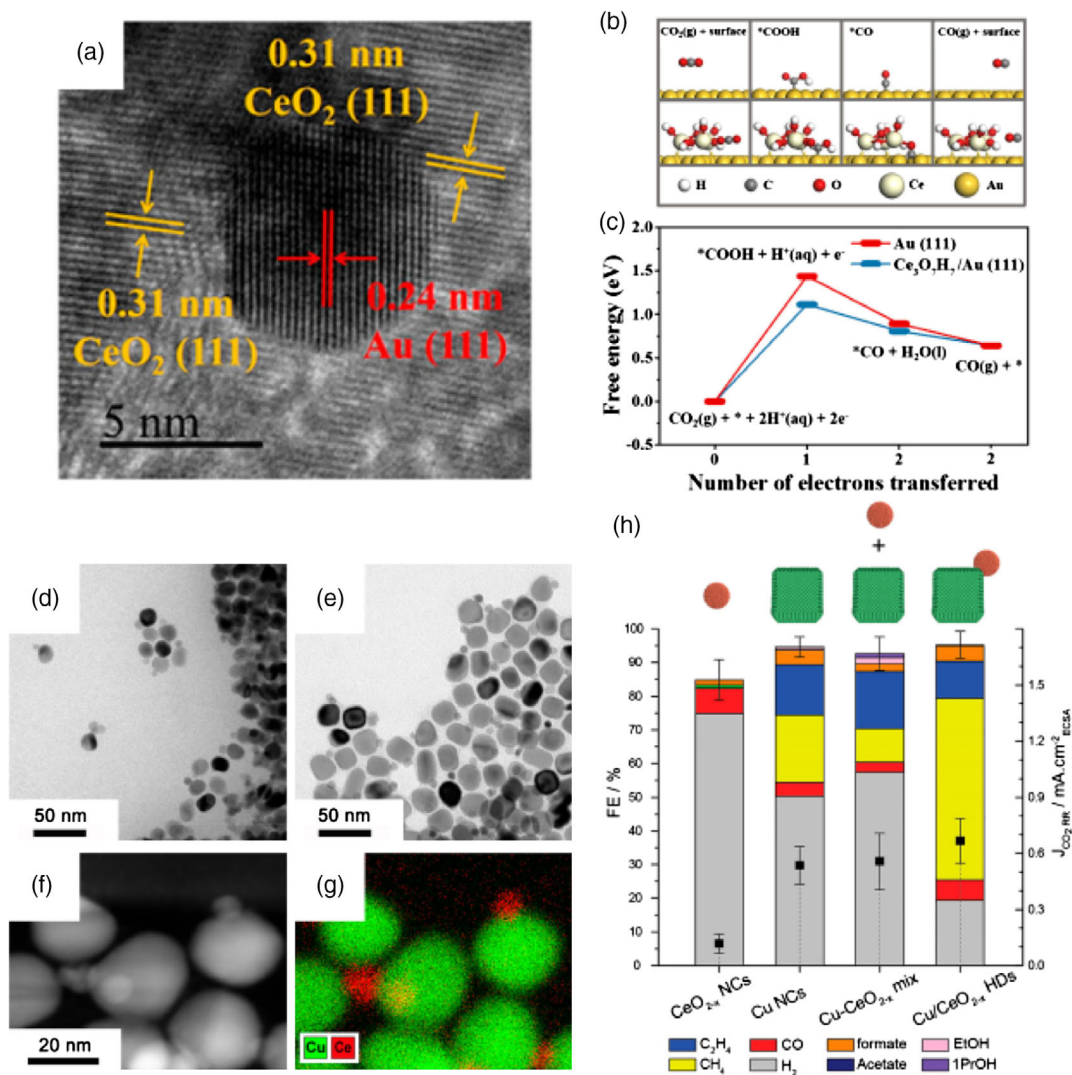 (a)
0.31 nm
CeO₂ (111)
0.31 nm
CeO₂ (111)
0.24 nm
Au (111)
5 nm
(b)
CO₂(g) + surface
*COOH
*CO
CO(g) + surface
H C O Ce Au
(c)
2.0
1.5
1.0
0.5
0.0
-0.5
Free energy (eV)
Au (111)
Ce₃O₇H₇/Au (111)
*COOH + H⁺(aq) + e⁻
*CO + H₂O(l)
CO(g) + *
CO₂(g) + * + 2H⁺(aq) + 2e⁻
0 1 2 2
Number of electrons transferred
(d)
50 nm
(e)
50 nm
(f)
20 nm
(g)
Cu Ce
(h)
+
FE / %
100
90
80
70
60
50
40
30
20
10
0
1.5
1.2
0.9
0.6
0.3
0.0
J CO₂ RR / mA.cm⁻² ECSA
CeO₂₋ₓ NCs
Cu NCs
Cu-CeO₂₋ₓ mix
Cu/CeO₂₋ₓ HDs
C₂H₄ CO formate EtOH
CH₄ H₂ Acetate 1PrOH